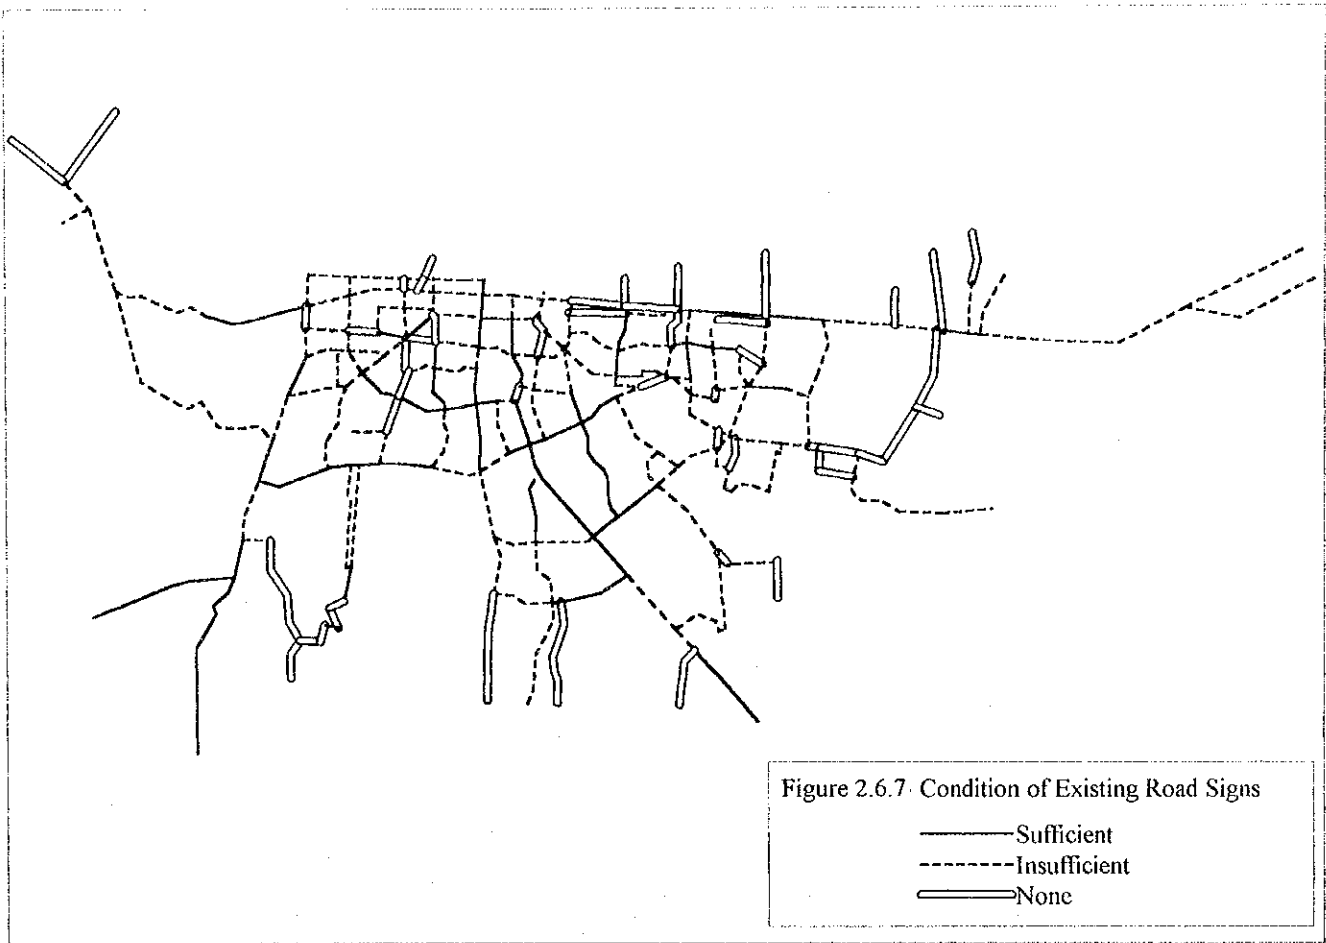 Figure 2.6.7 Condition of Existing Road Signs
Sufficient
Insufficient
None